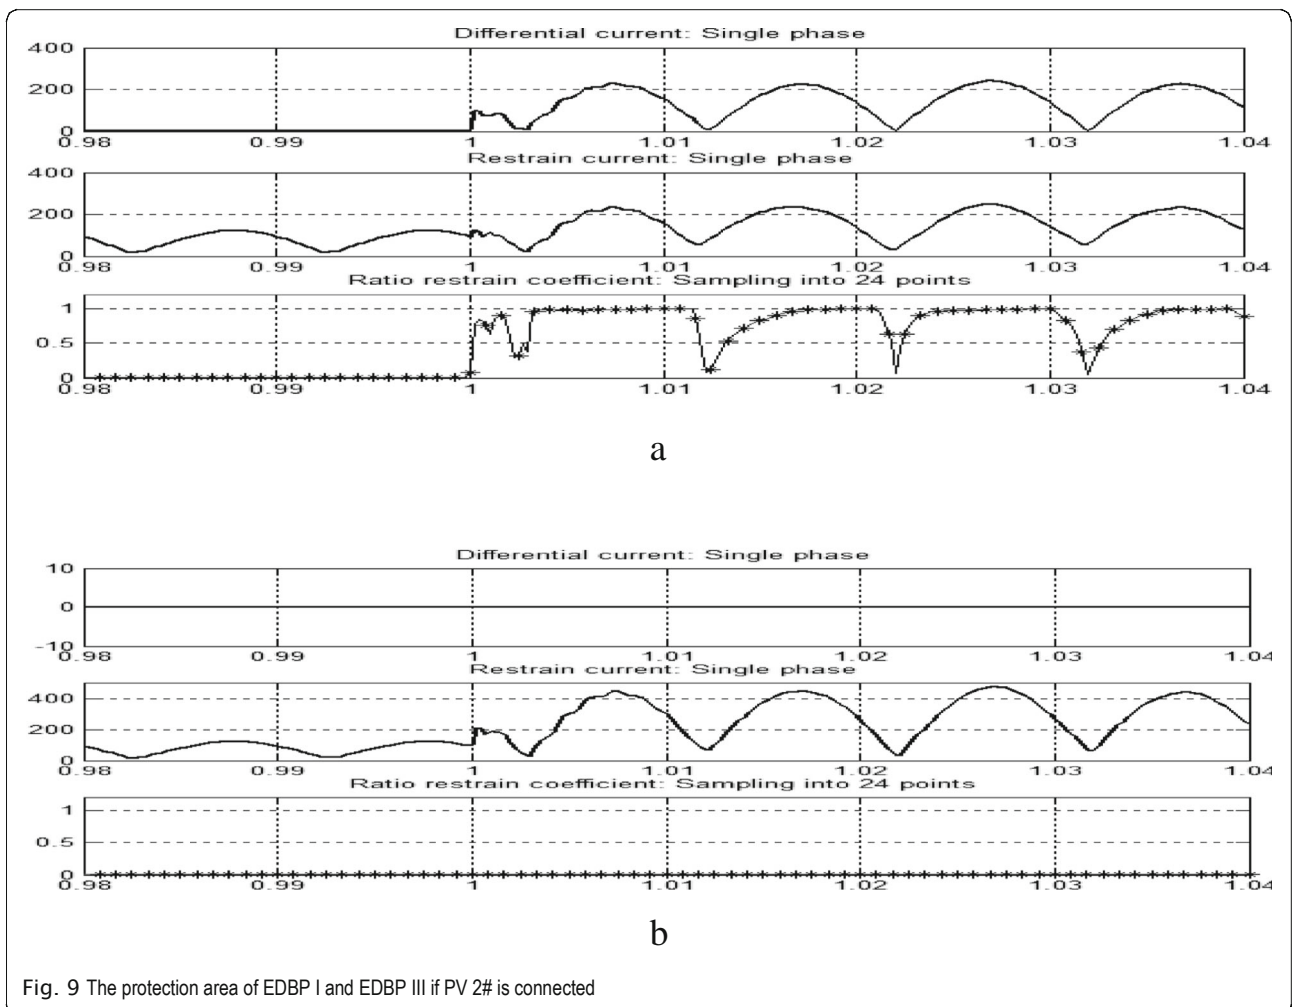 Differential current: Single phase
400
200
0
0.98 0.99 1 1.01 1.02 1.03 1.04
Restrain current: Single phase
400
200
0
0.98 0.99 1 1.01 1.02 1.03 1.04
Ratio restrain coefficient: Sampling into 24 points
1
0.5
0
0.98 0.99 1 1.01 1.02 1.03 1.04
a
Differential current: Single phase
10
0
-10
0.98 0.99 1 1.01 1.02 1.03 1.04
Restrain current: Single phase
400
200
0
0.98 0.99 1 1.01 1.02 1.03 1.04
Ratio restrain coefficient: Sampling into 24 points
1
0.5
0
0.98 0.99 1 1.01 1.02 1.03 1.04
b
Fig. 9 The protection area of EDBP I and EDBP III if PV 2# is connected